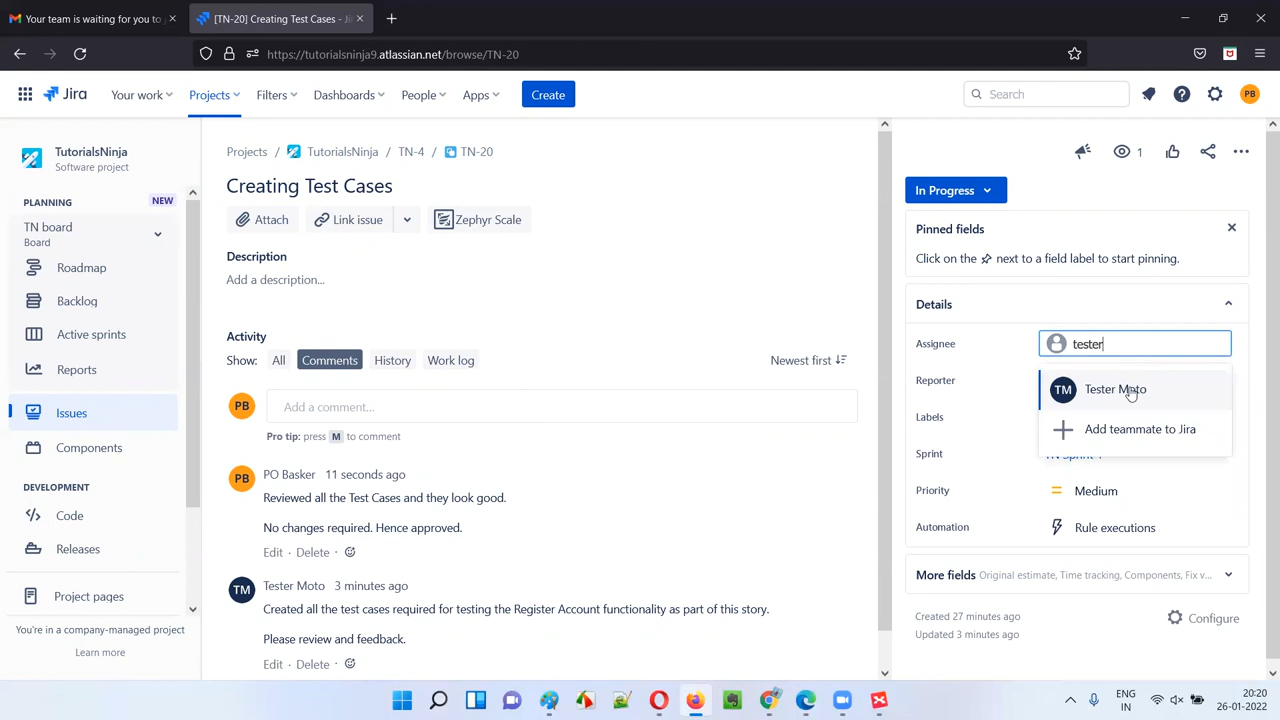 Your team is waiting for you to j
[TN-20] Creating Test Cases - Ji
https://tutorialsninja9.atlassian.net/browse/TN-20
Jira
Your work
Projects
Filters
Dashboards
People
Apps
Create
Search
PB
TutorialsNinja
Software project
PLANNING
NEW
TN board
Board
Roadmap
Backlog
Active sprints
Reports
Issues
Components
DEVELOPMENT
Code
Releases
Project pages
You're in a company-managed project
Learn more
Projects / TutorialsNinja / TN-4 / TN-20
Creating Test Cases
Attach
Link issue
Zephyr Scale
Description
Add a description...
Activity
Show: All Comments History Work log
Newest first
PB
Add a comment...
Pro tip: press M to comment
PB
PO Basker 11 seconds ago
Reviewed all the Test Cases and they look good.
No changes required. Hence approved.
Edit · Delete ·
TM
Tester Moto 3 minutes ago
Created all the test cases required for testing the Register Account functionality as part of this story.
Please review and feedback.
Edit · Delete ·
1
In Progress
Pinned fields
Click on the next to a field label to start pinning.
Details
Assignee
tester
TM
Tester Moto
Add teammate to Jira
Reporter
Labels
Sprint
Priority
Medium
Automation
Rule executions
More fields Original estimate, Time tracking, Components, Fix v...
Created 27 minutes ago
Updated 3 minutes ago
Configure
ENG
IN
20:20
26-01-2022